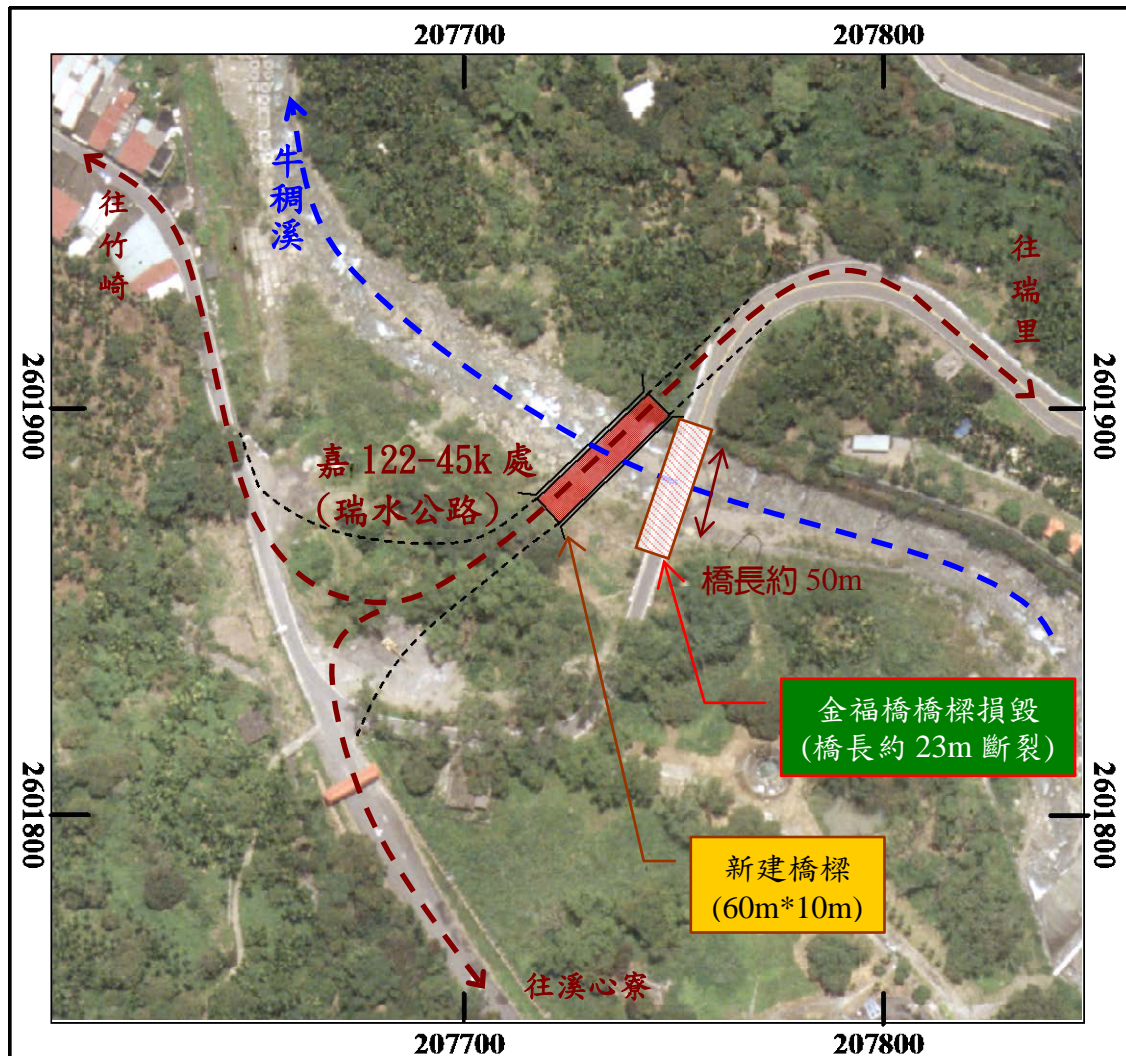 207700
207800
牛稠溪
往竹崎
往瑞里
2601900
2601900
嘉 122-45k 處
(瑞水公路)
橋長約 50m
金福橋橋樑損毀
(橋長約 23m 斷裂)
2601800
2601800
新建橋樑
(60m*10m)
往溪心寮
207700
207800